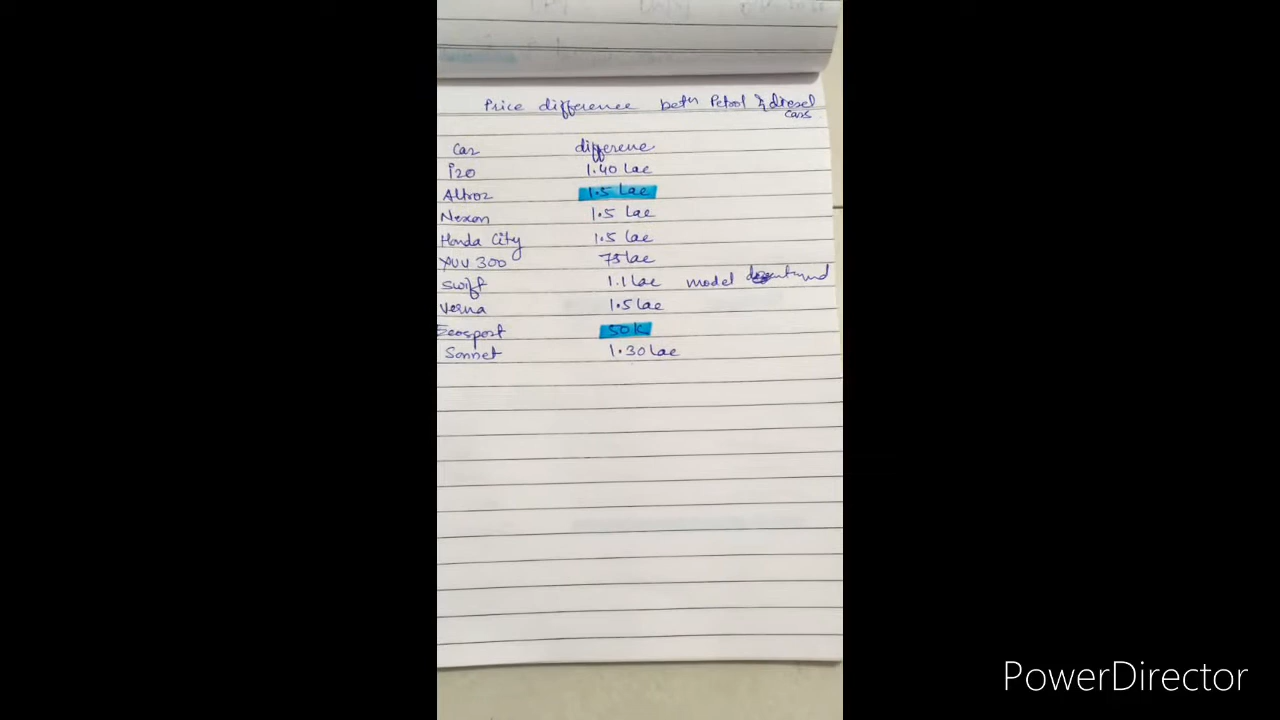 Price difference betⁿ Petrol & diesel
cars
Car differene
i20 1.40 Lac
Altroz 1.5 Lac
Nexon 1.5 Lac
Honda City 1.5 Lac
XUV 300 75 Lac
Swift 1.1 Lac model
Verna 1.5 Lac
Ecosport 50K
Sonnet 1.30 Lac
PowerDirector